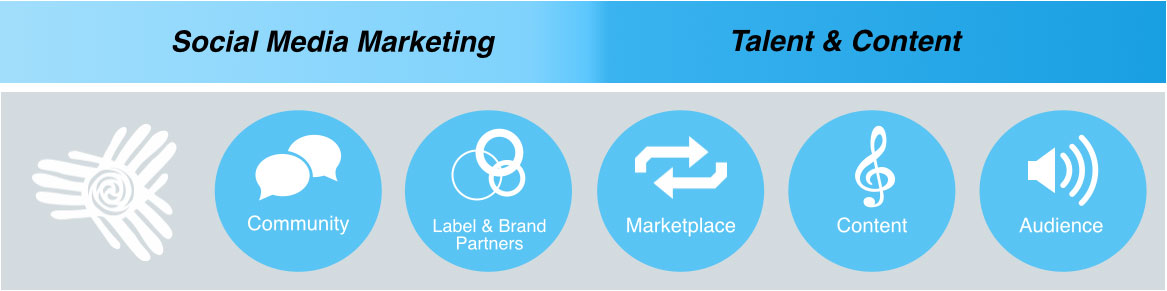 Social Media Marketing
Talent & Content
Community
Label & Brand
Partners
Marketplace
Content
Audience